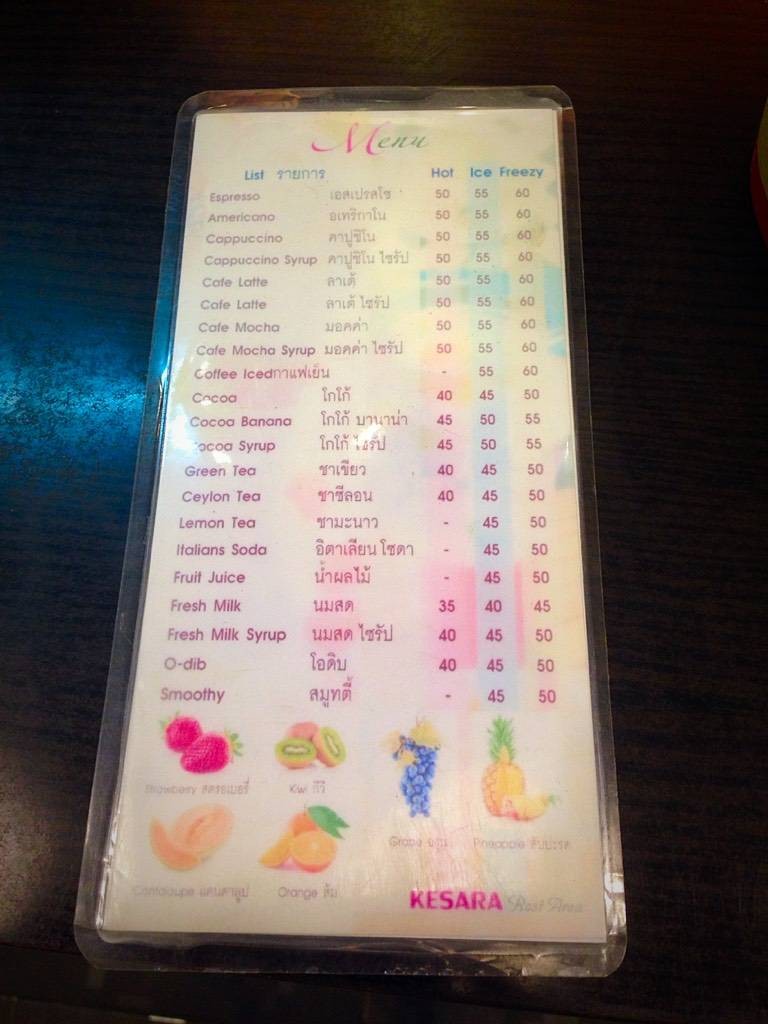 Menu
List รายการ Hot Ice Freezy
Espresso เอสเปรสโซ 50 55 60
Americano อเทริกาโน 50 55 60
Cappuccino คาปูชิโน 50 55 60
Cappuccino Syrup คาปูชิโน ไซรัป 50 55 60
Cafe Latte ลาเต้ 50 55 60
Cafe Latte ลาเต้ ไซรัป 50 55 60
Cafe Mocha มอคค่า 50 55 60
Cafe Mocha Syrup มอคค่า ไซรัป 50 55 60
Coffee Icedกาแฟเย็น - 55 60
Cocoa โกโก้ 40 45 50
Cocoa Banana โกโก้ บานาน่า 45 50 55
Cocoa Syrup โกโก้ ไซรัป 45 50 55
Green Tea ชาเขียว 40 45 50
Ceylon Tea ชาซีลอน 40 45 50
Lemon Tea ชามะนาว - 45 50
Italians Soda อิตาเลียน โซดา - 45 50
Fruit Juice น้ำผลไม้ - 45 50
Fresh Milk นมสด 35 40 45
Fresh Milk Syrup นมสด ไซรัป 40 45 50
O-dib โอดิบ 40 45 50
Smoothy สมูทตี้ - 45 50
Strawberry สตรอเบอรี่ Kiwi กีวี Grape องุ่น Pineapple สับปะรด
Cantaloupe แคนตาลูป Orange ส้ม
KESARA Rest Area